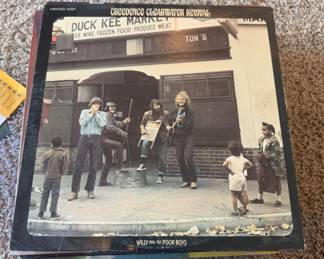 CREEDENCE CLEARWATER REVIVAL
DUCK KEE MARKET
WINE·FROZEN FOOD·PRODUCE MEAT
TON'S
WILLY AND THE POOR BOYS